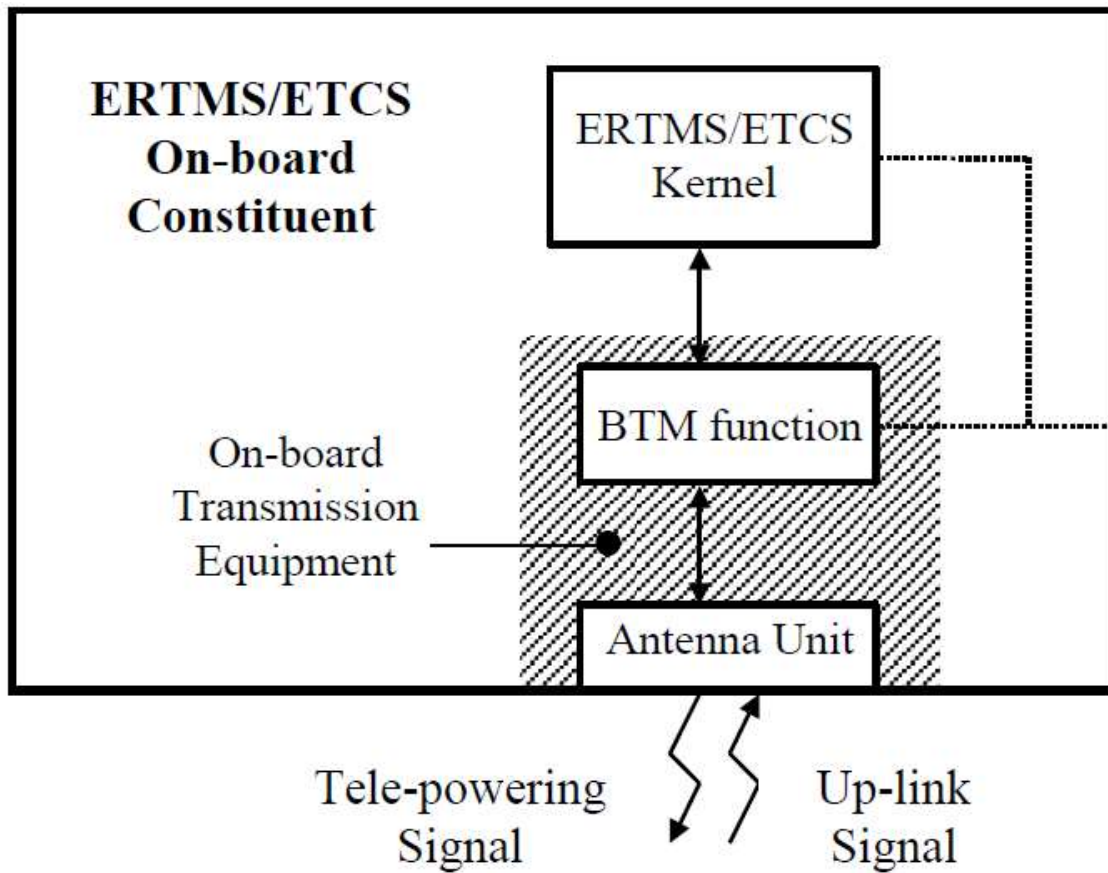 ERTMS/ETCS
On-board
Constituent
ERTMS/ETCS
Kernel
BTM function
On-board
Transmission
Equipment
Antenna Unit
Tele-powering
Signal
Up-link
Signal